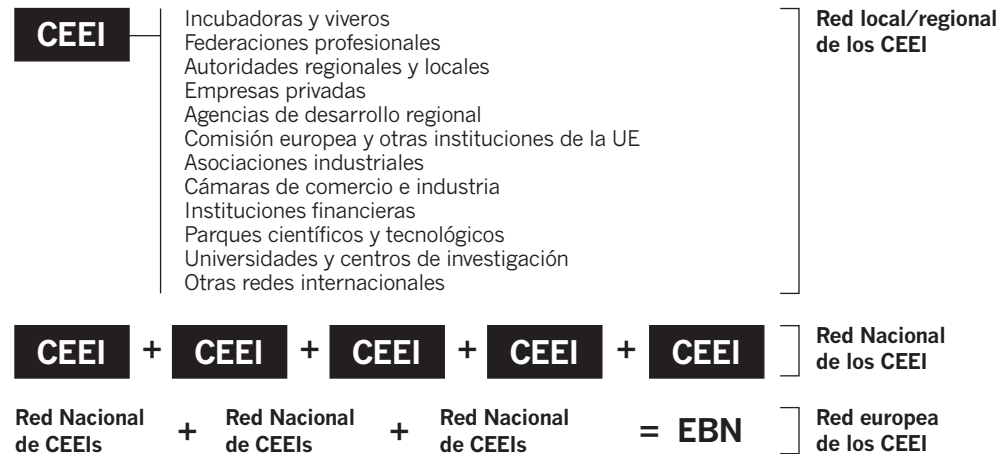 CEEI
Incubadoras y viveros
Federaciones profesionales
Autoridades regionales y locales
Empresas privadas
Agencias de desarrollo regional
Comisión europea y otras instituciones de la UE
Asociaciones industriales
Cámaras de comercio e industria
Instituciones financieras
Parques científicos y tecnológicos
Universidades y centros de investigación
Otras redes internacionales
Red local/regional
de los CEEI
CEEI + CEEI + CEEI + CEEI + CEEI
Red Nacional
de los CEEI
Red Nacional
de CEEIs
+
Red Nacional
de CEEIs
+
Red Nacional
de CEEIs
= EBN
Red europea
de los CEEI